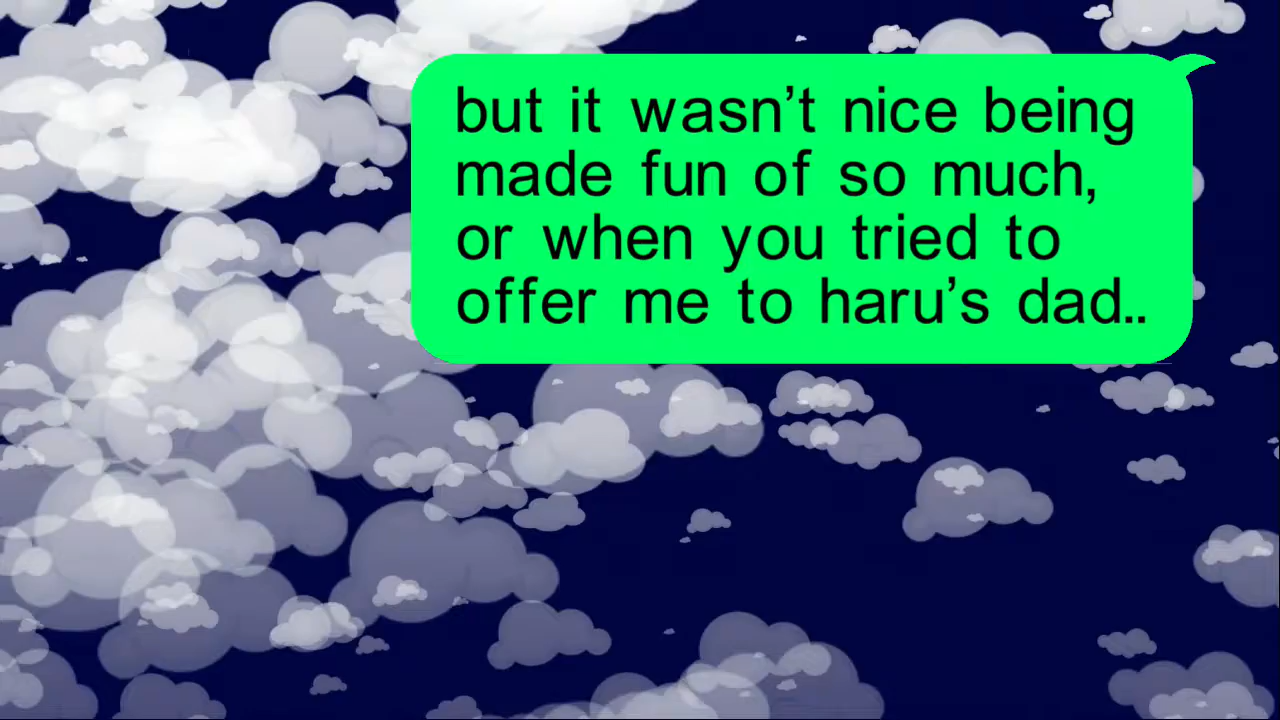 but it wasn’t nice being
made fun of so much,
or when you tried to
offer me to haru’s dad..